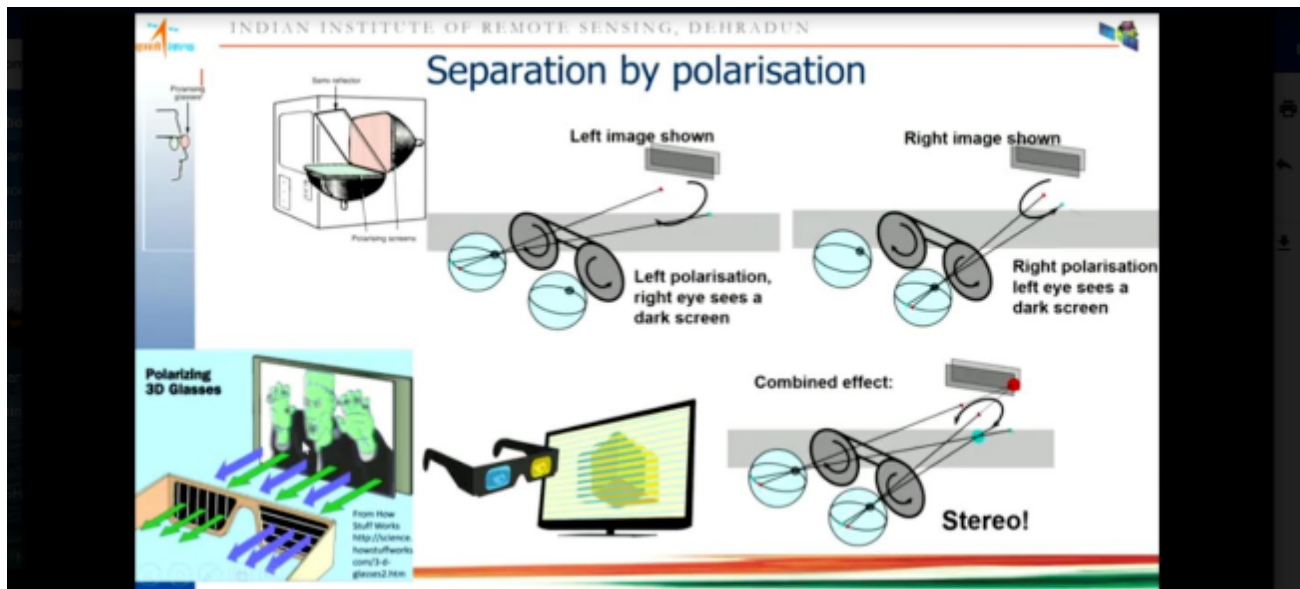 INDIAN INSTITUTE OF REMOTE SENSING, DEHRADUN
Separation by polarisation
Semi reflector
Polarising
glasses
Polarising screens
Left image shown
Left polarisation,
right eye sees a
dark screen
Right image shown
Right polarisation
left eye sees a
dark screen
Polarizing
3D Glasses
From How
Stuff Works
http://science.
howstuffworks
com/3-d-
glasses2.htm
Combined effect:
Stereo!